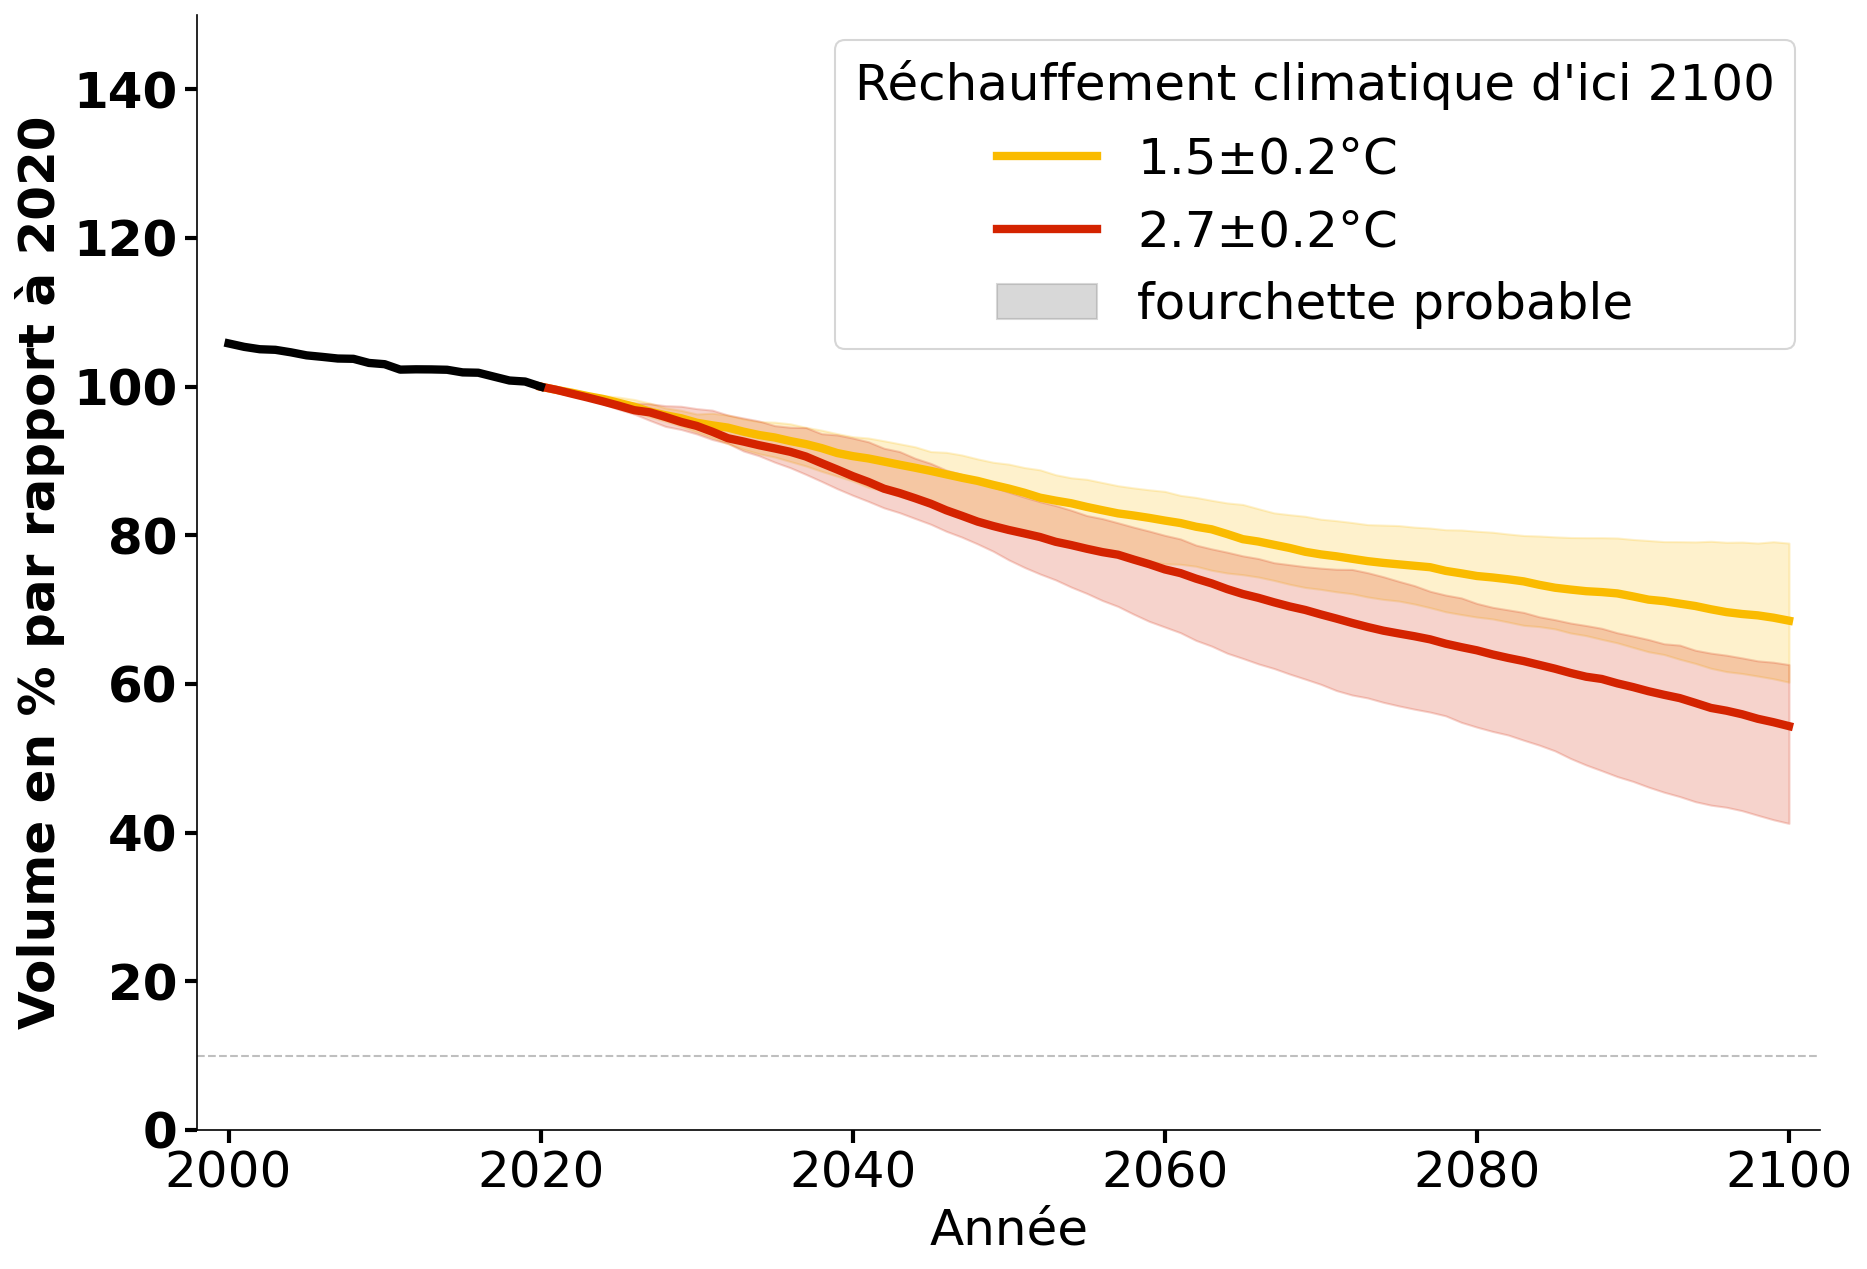 Volume en % par rapport à 2020
140
120
100
80
60
40
20
0
Réchauffement climatique d'ici 2100
1.5±0.2°C
2.7±0.2°C
fourchette probable
2000 2020 2040 2060 2080 2100
Année